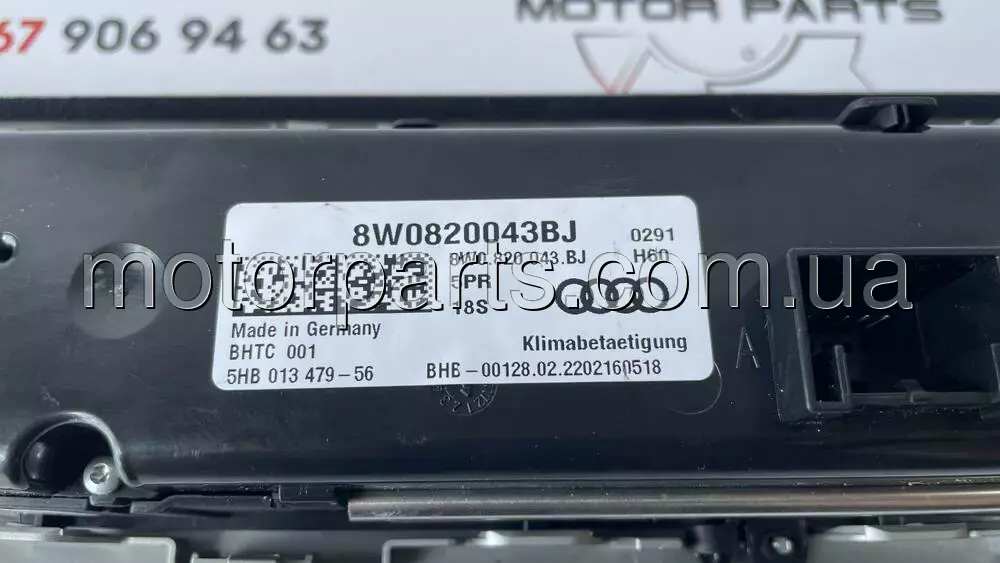 MOTOR PARTS
67 906 94 63
8W0820043BJ
0291
8W0.820.043.BJ
H60
motorparts.com.ua
18S
Made in Germany
Klimabetaetigung
BHTC 001
5HB 013 479-56
BHB-00128.02.2202160518
A